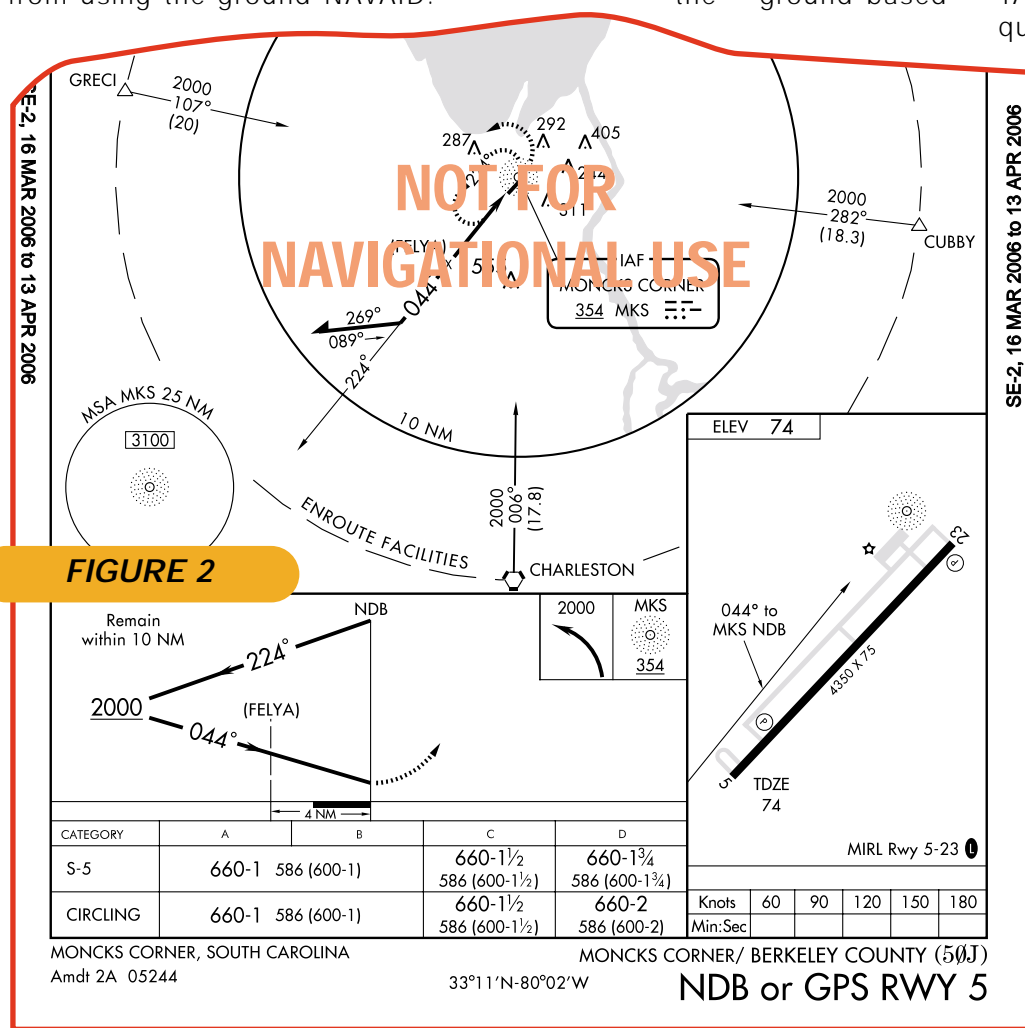 from using the ground NAVAID.
the ground-based
qu
GRECI
2000
107°
(20)
SE-2, 16 MAR 2006 to 13 APR 2006
287
292
405
244
311
NOT FOR
NAVIGATIONAL USE
2000
282°
(18.3)
CUBBY
(FELYA)
IAF
MONCKS CORNER
354 MKS
044°
269°
089°
224°
10 NM
MSA MKS 25 NM
3100
ENROUTE FACILITIES
2000
006°
(17.8)
CHARLESTON
SE-2, 16 MAR 2006 to 13 APR 2006
FIGURE 2
ELEV 74
23
044° to
MKS NDB
4350 X 75
P
P
5
TDZE
74
MIRL Rwy 5-23 L
Knots 60 90 120 150 180
Min:Sec
Remain
within 10 NM
NDB
224°
2000
(FELYA)
044°
4 NM
2000
MKS
354
CATEGORY A B C D
S-5 660-1 586 (600-1) 660-1½ 586 (600-1½) 660-1¾ 586 (600-1¾)
CIRCLING 660-1 586 (600-1) 660-1½ 586 (600-1½) 660-2 586 (600-2)
MONCKS CORNER, SOUTH CAROLINA
Amdt 2A 05244
33°11'N-80°02'W
MONCKS CORNER/ BERKELEY COUNTY (50J)
NDB or GPS RWY 5